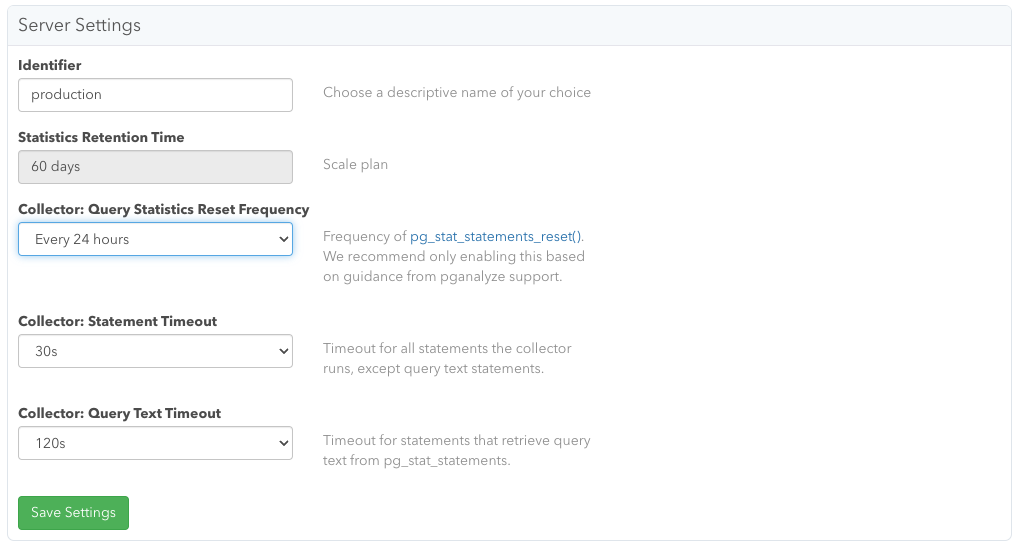 Server Settings
Identifier
production
Choose a descriptive name of your choice
Statistics Retention Time
60 days
Scale plan
Collector: Query Statistics Reset Frequency
Every 24 hours
Frequency of pg_stat_statements_reset().
We recommend only enabling this based
on guidance from pganalyze support.
Collector: Statement Timeout
30s
Timeout for all statements the collector
runs, except query text statements.
Collector: Query Text Timeout
120s
Timeout for statements that retrieve query
text from pg_stat_statements.
Save Settings